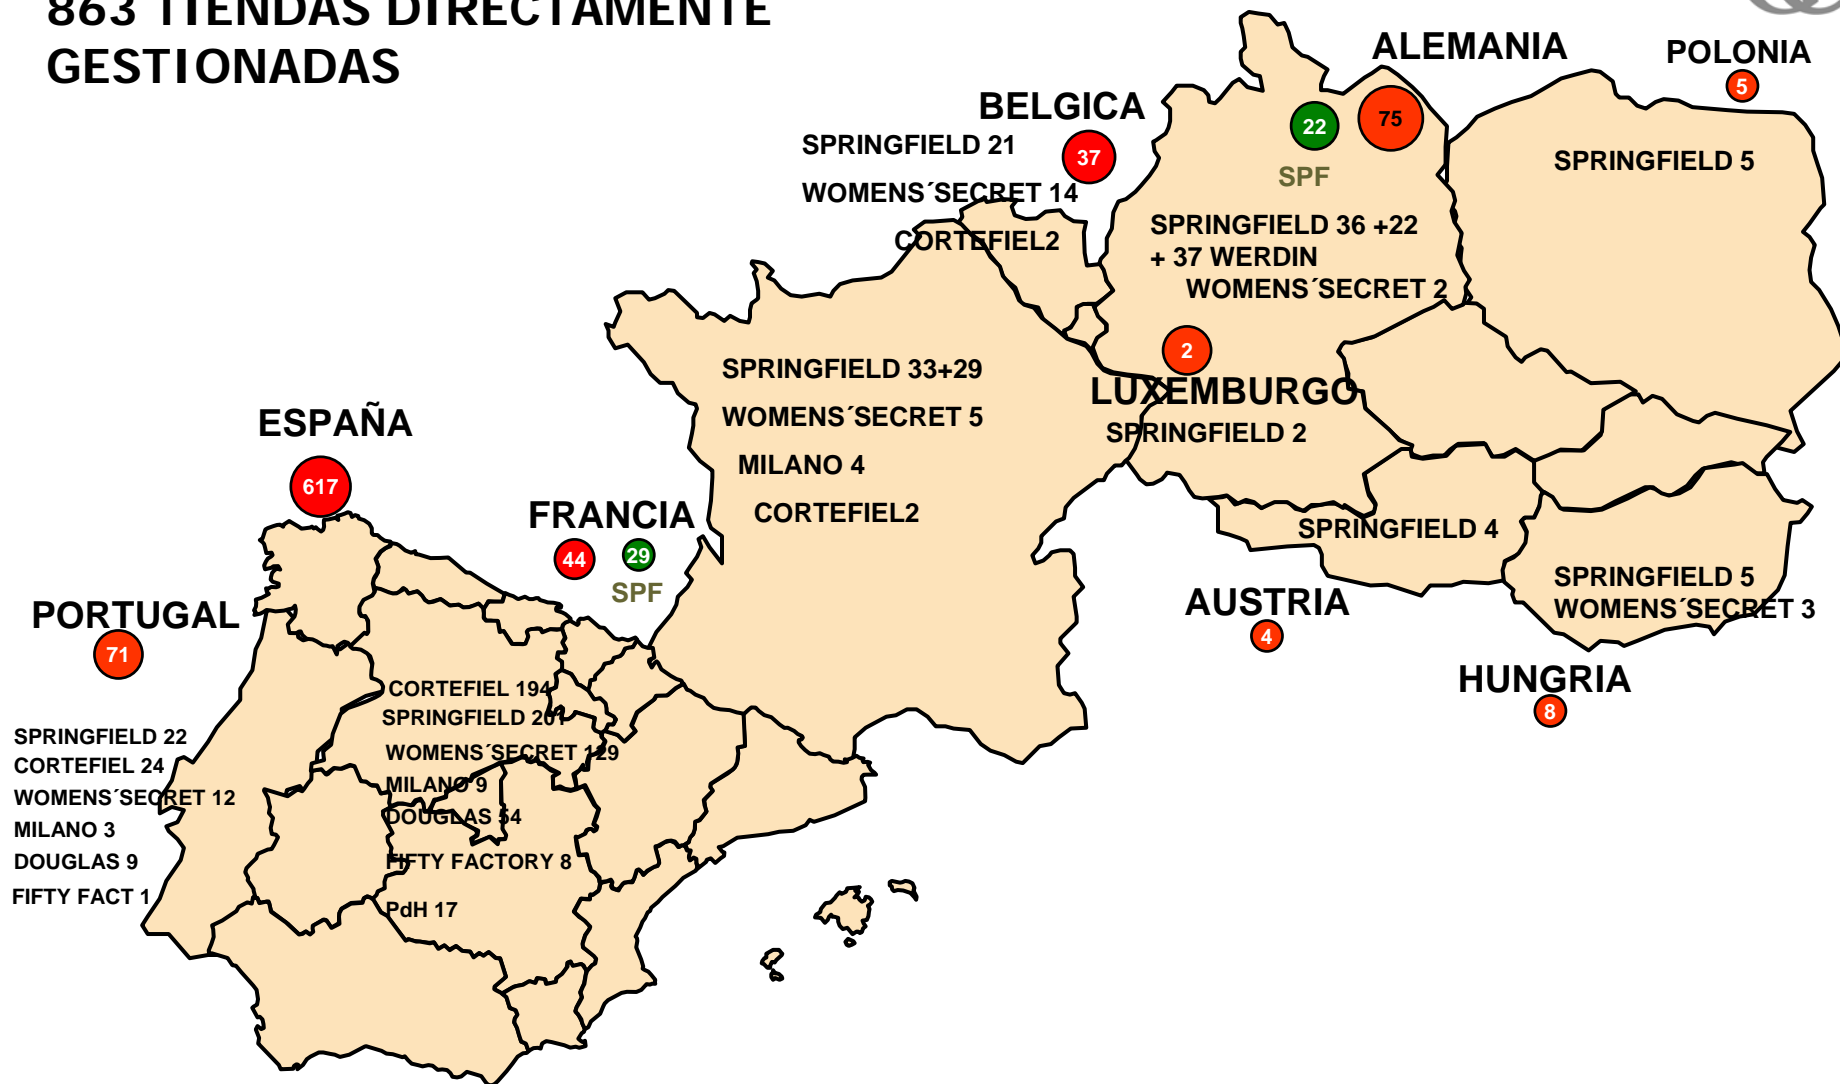 863 TIENDAS DIRECTAMENTE
GESTIONADAS
ALEMANIA
22
75
SPF
SPRINGFIELD 36 +22
+ 37 WERDIN
WOMENS´SECRET 2
POLONIA
5
SPRINGFIELD 5
BELGICA
37
SPRINGFIELD 21
WOMENS´SECRET 14
CORTEFIEL2
2
LUXEMBURGO
SPRINGFIELD 2
SPRINGFIELD 33+29
WOMENS´SECRET 5
MILANO 4
CORTEFIEL2
FRANCIA
44
29
SPF
ESPAÑA
617
CORTEFIEL 194
SPRINGFIELD 201
WOMENS´SECRET 129
MILANO 9
DOUGLAS 54
FIFTY FACTORY 8
PdH 17
PORTUGAL
71
SPRINGFIELD 22
CORTEFIEL 24
WOMENS´SECRET 12
MILANO 3
DOUGLAS 9
FIFTY FACT 1
SPRINGFIELD 4
AUSTRIA
4
SPRINGFIELD 5
WOMENS´SECRET 3
HUNGRIA
8